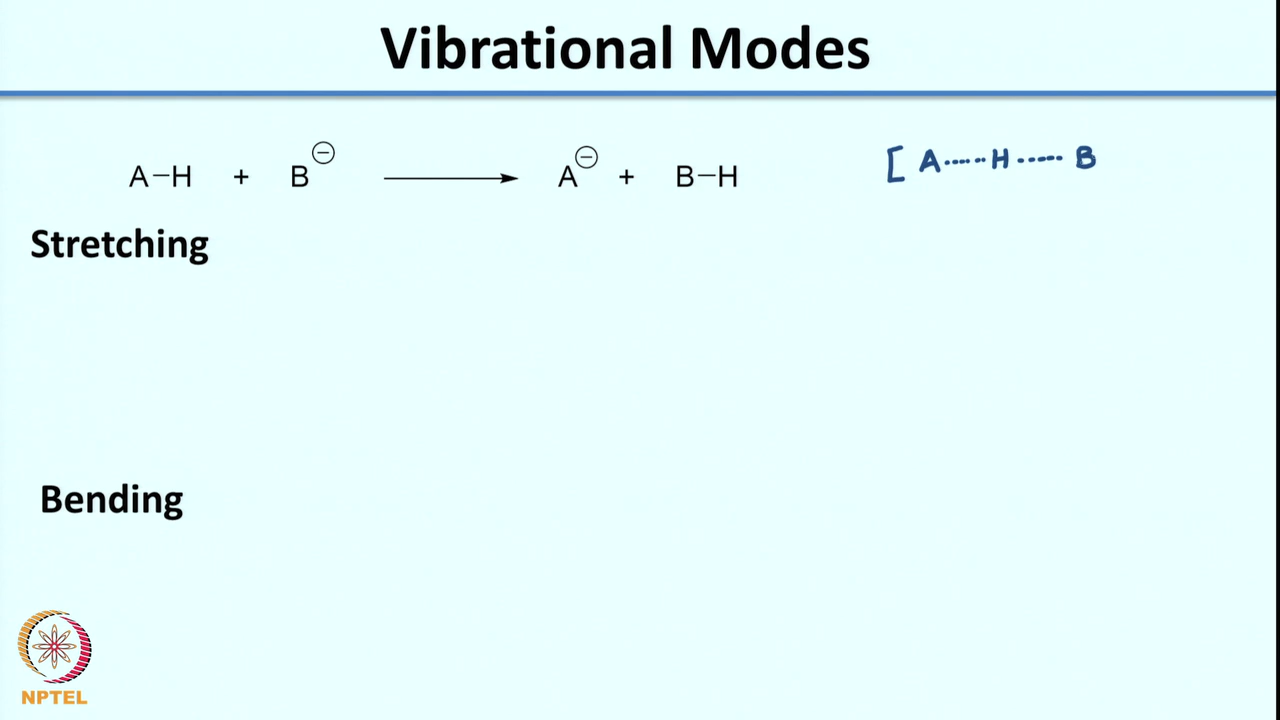 Vibrational Modes
A−H + B⊖ ⟶ A⊖ + B−H [ A-----H-----B
Stretching
Bending
NPTEL